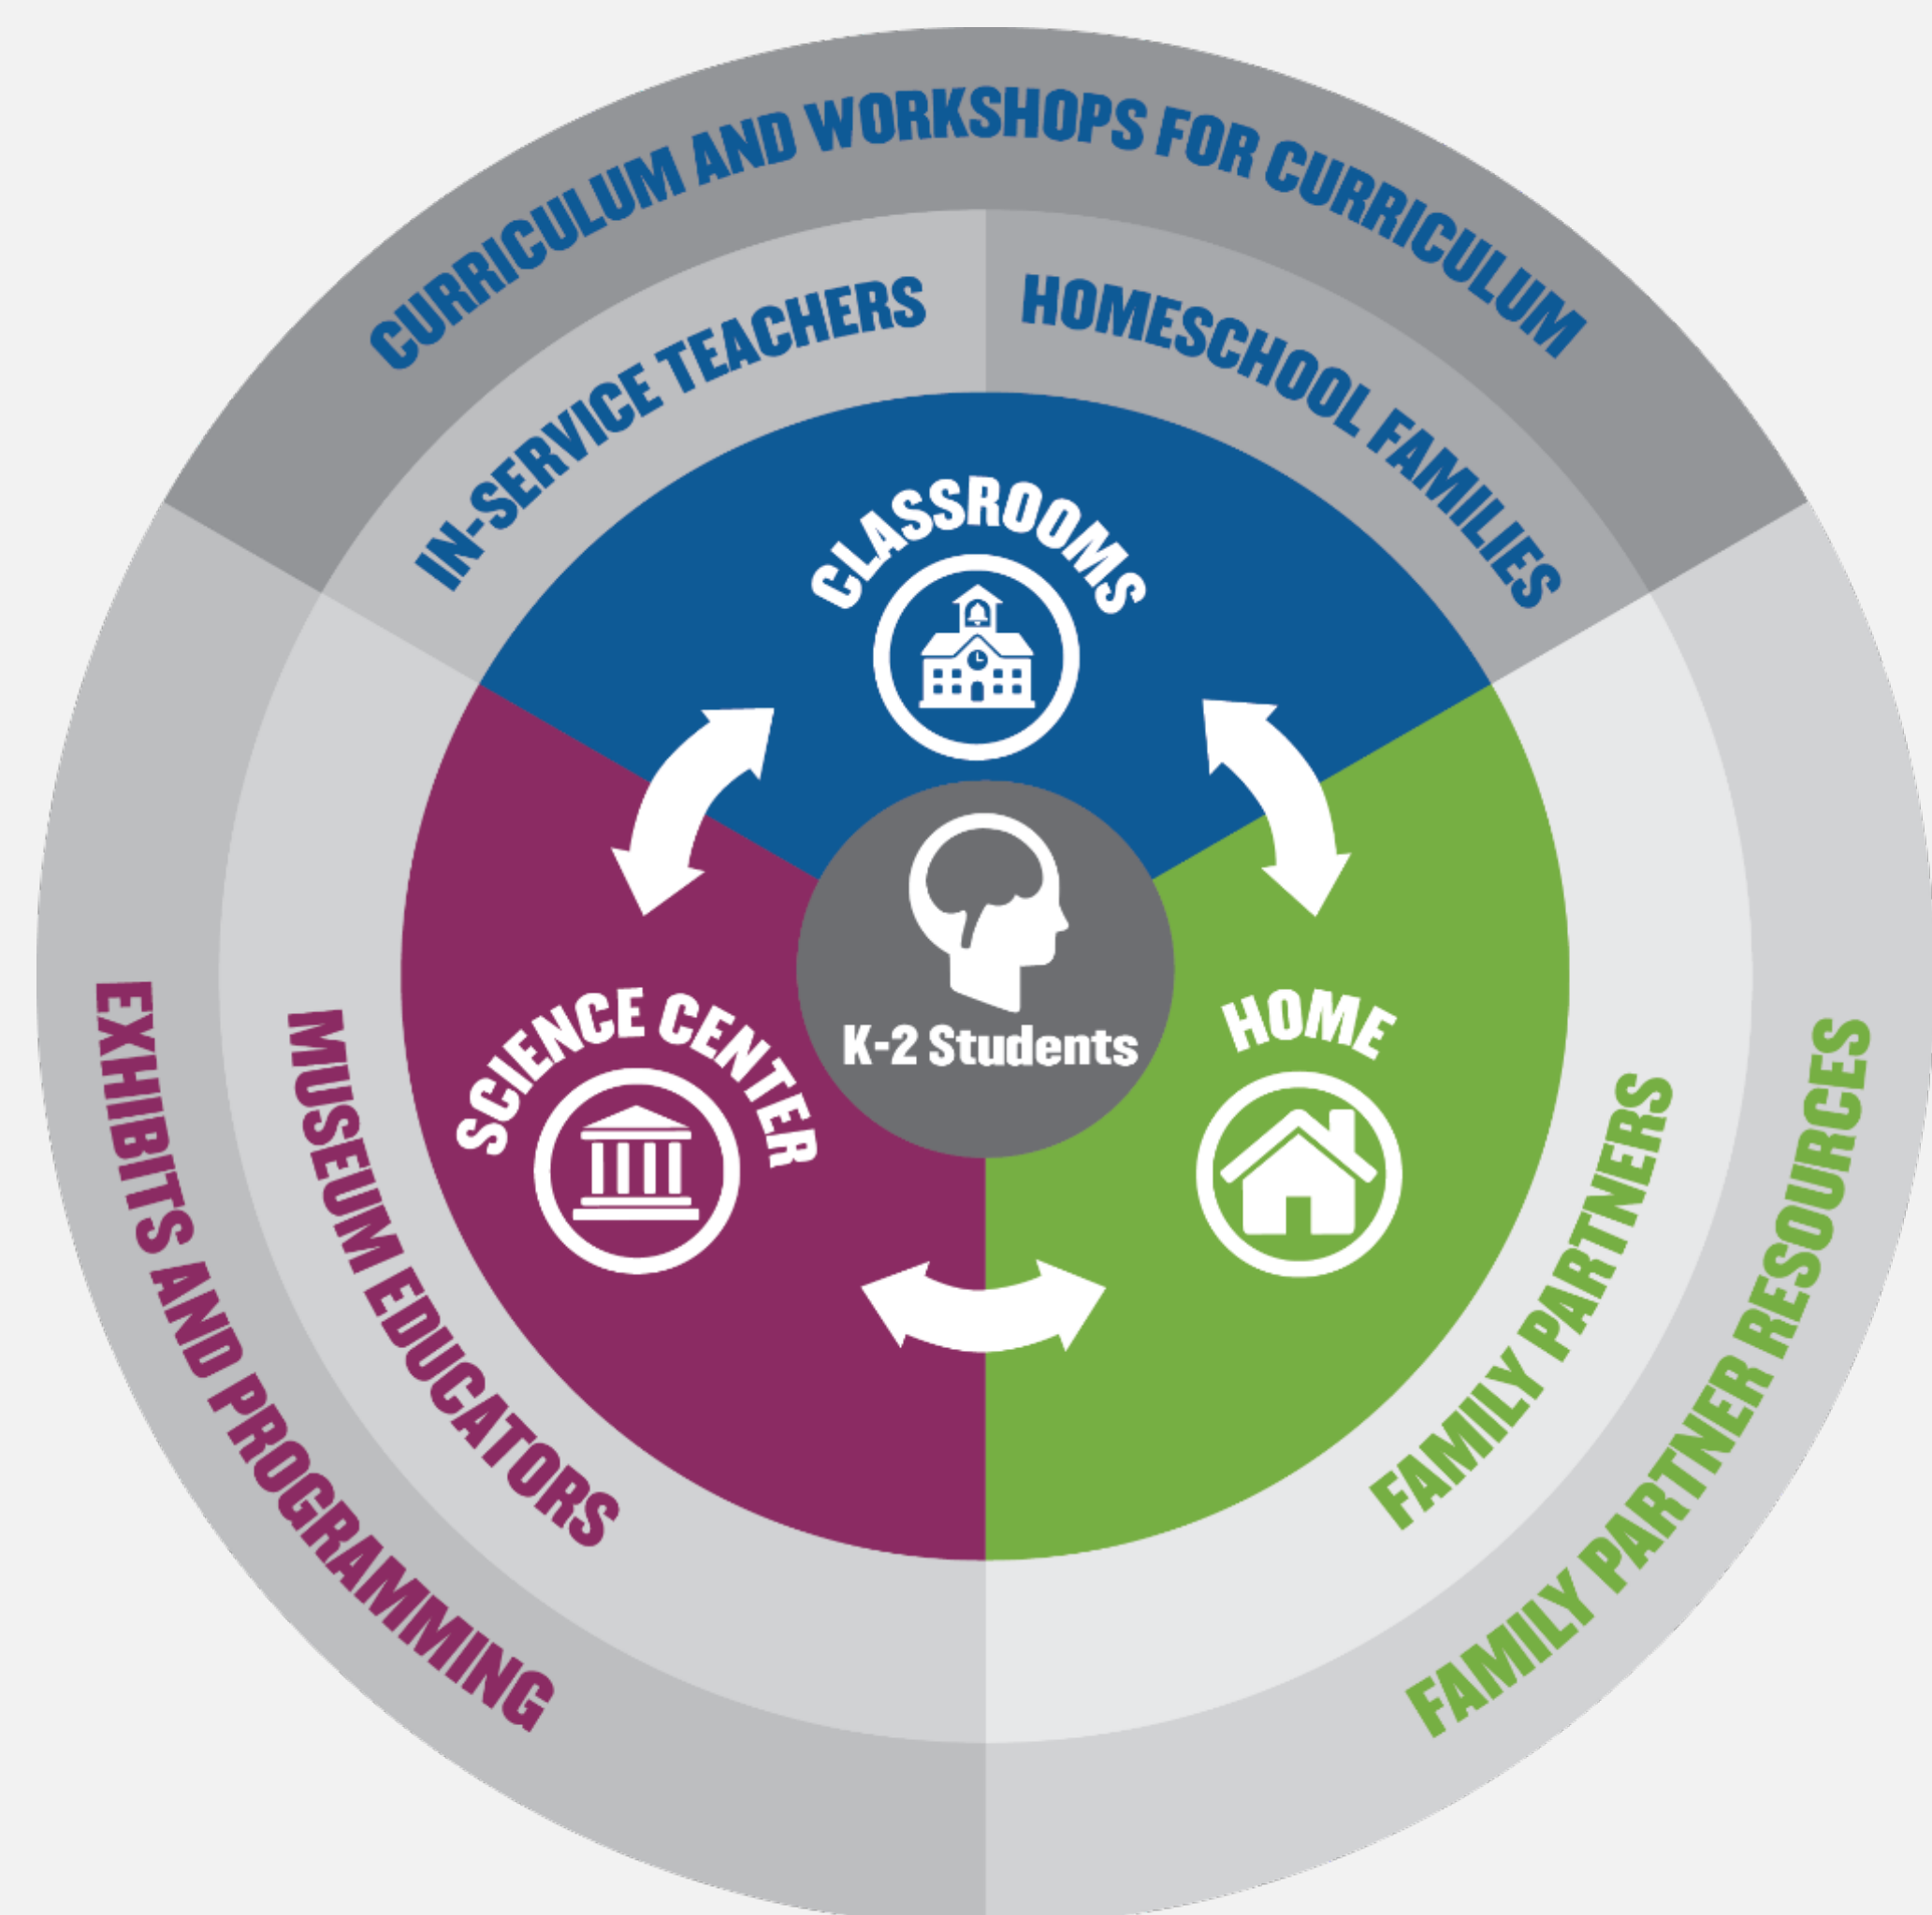 CURRICULUM AND WORKSHOPS FOR CURRICULUM
IN-SERVICE TEACHERS
HOMESCHOOL FAMILIES
CLASSROOMS
K-2 Students
SCIENCE CENTER
HOME
MUSEUM EDUCATORS
EXHIBITS AND PROGRAMMING
FAMILY PARTNERS
FAMILY PARTNER RESOURCES